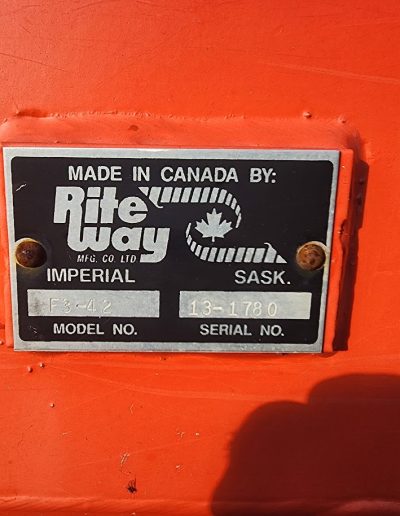 MADE IN CANADA BY:
Rite
Way
MFG. CO. LTD
IMPERIAL SASK.
F3-42 13-1780
MODEL NO. SERIAL NO.